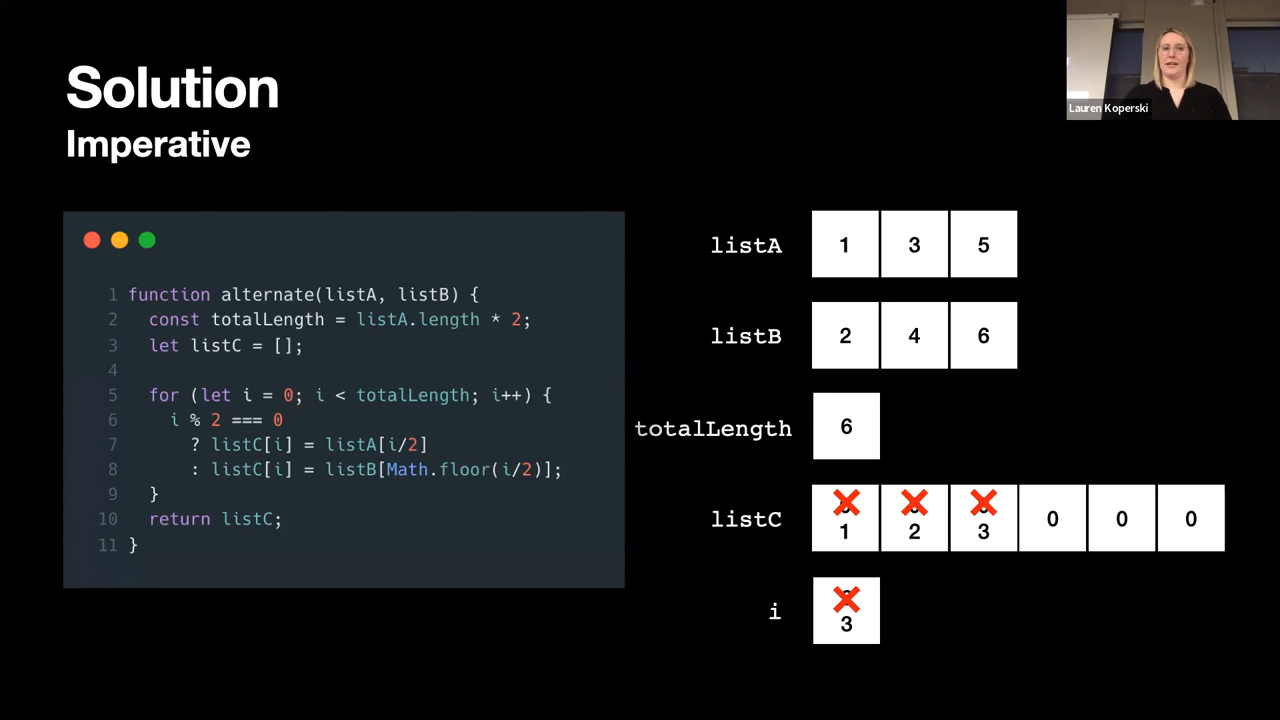 Solution
Imperative
Lauren Koperski
1 function alternate(listA, listB) {
2 const totalLength = listA.length * 2;
3 let listC = [];
4
5 for (let i = 0; i < totalLength; i++) {
6 i % 2 === 0
7 ? listC[i] = listA[i/2]
8 : listC[i] = listB[Math.floor(i/2)];
9 }
10 return listC;
11 }
listA 1 3 5
listB 2 4 6
totalLength 6
listC 1 2 3 0 0 0
i 3